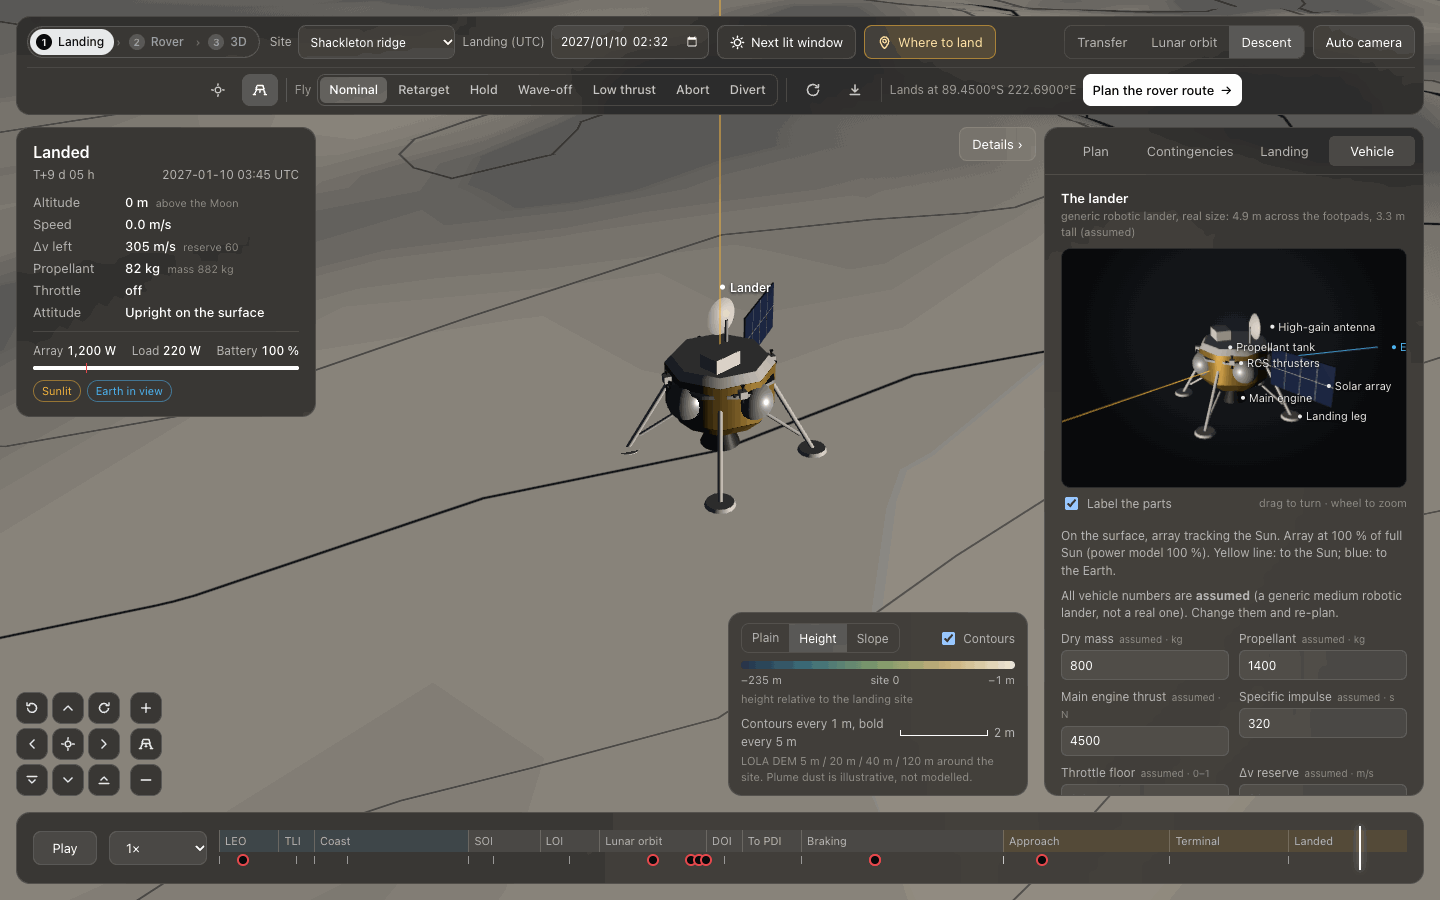 1 Landing › 2 Rover › 3 3D Site Shackleton ridge Landing (UTC) 2027/01/10 02:32 Next lit window Where to land Transfer Lunar orbit Descent Auto camera
Fly Nominal Retarget Hold Wave-off Low thrust Abort Divert Lands at 89.4500°S 222.6900°E Plan the rover route →
Landed
T+9 d 05 h 2027-01-10 03:45 UTC
Altitude 0 m above the Moon
Speed 0.0 m/s
Δv left 305 m/s reserve 60
Propellant 82 kg mass 882 kg
Throttle off
Attitude Upright on the surface
Array 1,200 W Load 220 W Battery 100 %
Sunlit Earth in view
Details ›
Lander
Plan Contingencies Landing Vehicle
The lander
generic robotic lander, real size: 4.9 m across the footpads, 3.3 m
tall (assumed)
High-gain antenna
Propellant tank
E
RCS thrusters
Solar array
Main engine
Landing leg
Label the parts drag to turn · wheel to zoom
On the surface, array tracking the Sun. Array at 100 % of full
Sun (power model 100 %). Yellow line: to the Sun; blue: to
the Earth.
All vehicle numbers are assumed (a generic medium robotic
lander, not a real one). Change them and re-plan.
Dry mass assumed · kg Propellant assumed · kg
800 1400
Main engine thrust assumed · N Specific impulse assumed · s
4500 320
Throttle floor assumed · 0–1 Δv reserve assumed · m/s
Plain Height Slope Contours
−235 m site 0 −1 m
height relative to the landing site
Contours every 1 m, bold
every 5 m 2 m
LOLA DEM 5 m / 20 m / 40 m / 120 m around the
site. Plume dust is illustrative, not modelled.
Play 1× LEO TLI Coast SOI LOI Lunar orbit DOI To PDI Braking Approach Terminal Landed